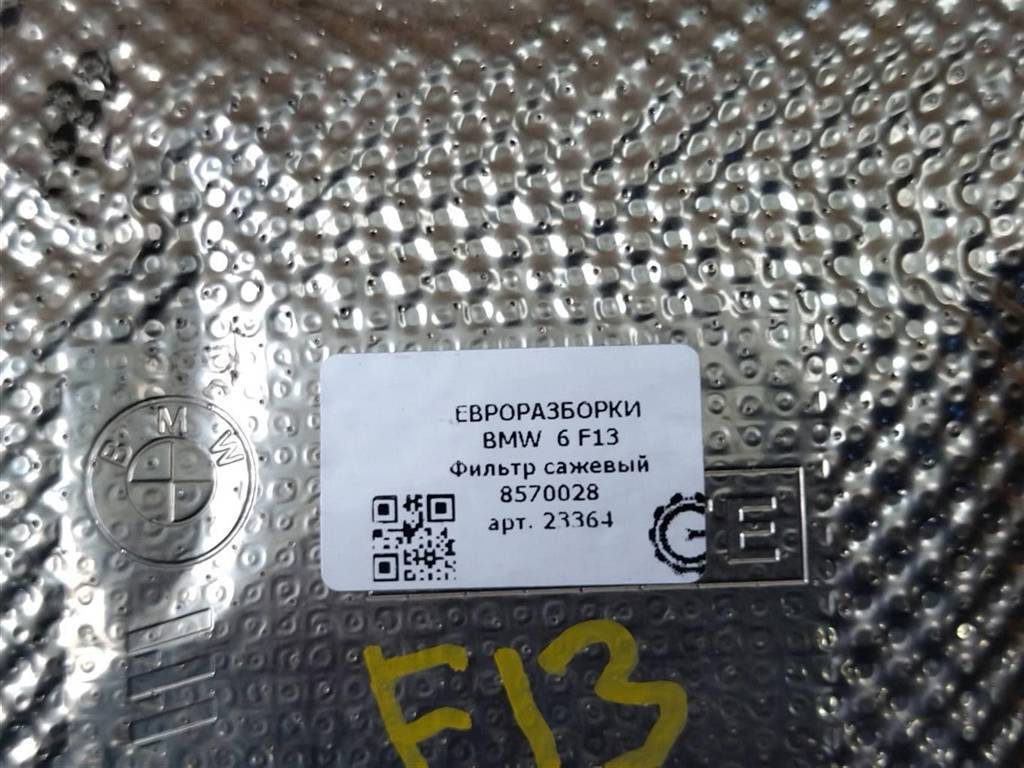 BMW
ЕВРОРАЗБОРКИ
BMW 6 F13
Фильтр сажевый
8570028
арт. 23364
E
F13